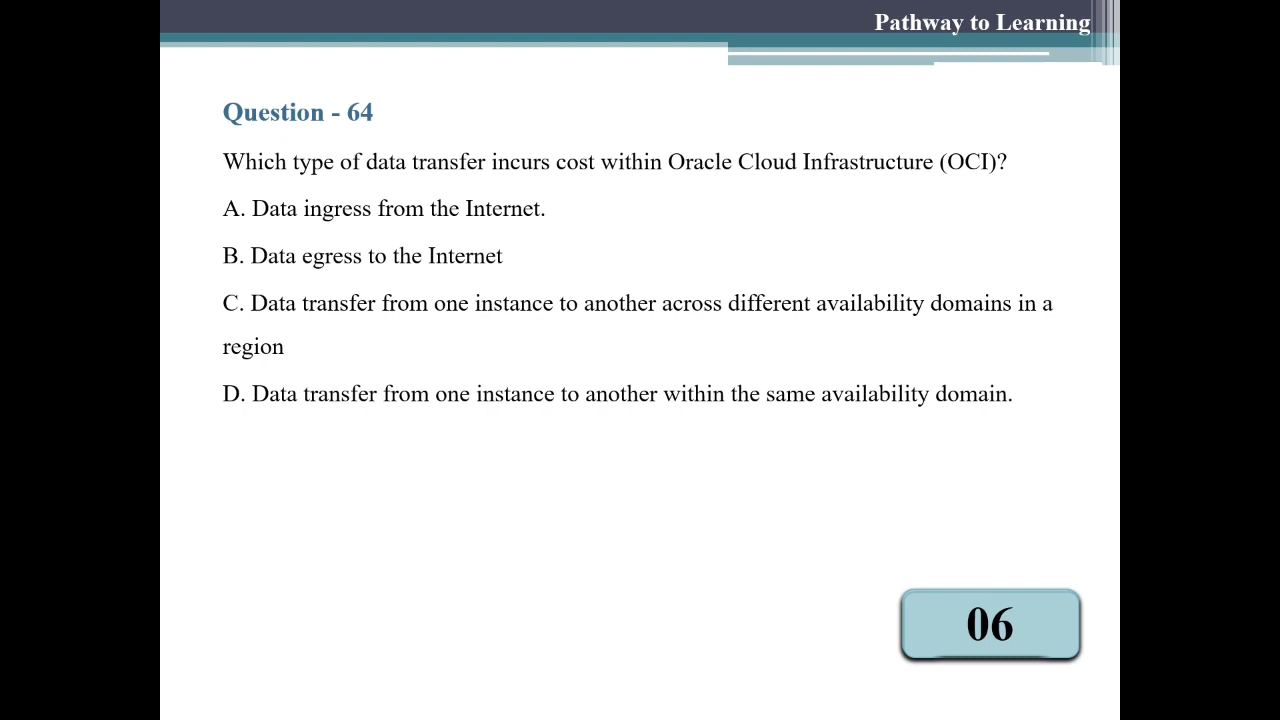 Pathway to Learning
Question - 64
Which type of data transfer incurs cost within Oracle Cloud Infrastructure (OCI)?
A. Data ingress from the Internet.
B. Data egress to the Internet
C. Data transfer from one instance to another across different availability domains in a
region
D. Data transfer from one instance to another within the same availability domain.
06